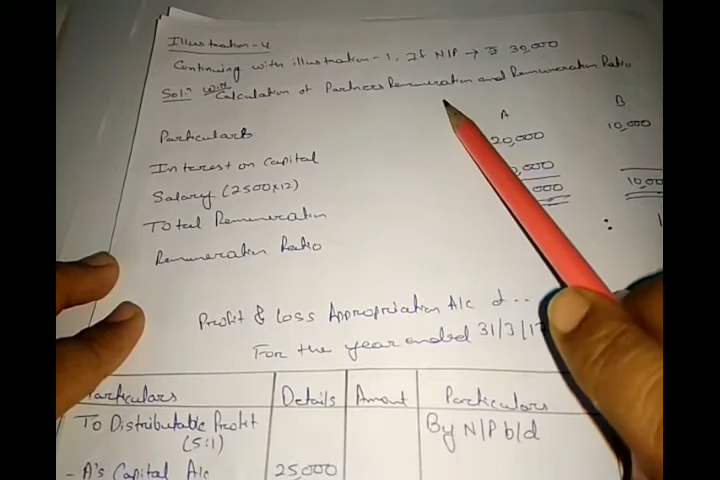 Illustration-4
Continuing with illustration-1, If N/P → ₹ 30,000
Sol:- Calculation of Partners Remuneration and Remuneration Ratio
Particulars A B
Interest on Capital 20,000 10,000
Salary (2500x12)
Total Remuneration
Remuneration Ratio :
Profit & Loss Appropriation A/c of ..
For the year ended 31/3/17
Particulars Details Amount Particulars
To Distributable Profit By N/P b/d
(5:1)
- A's Capital A/c 25,000